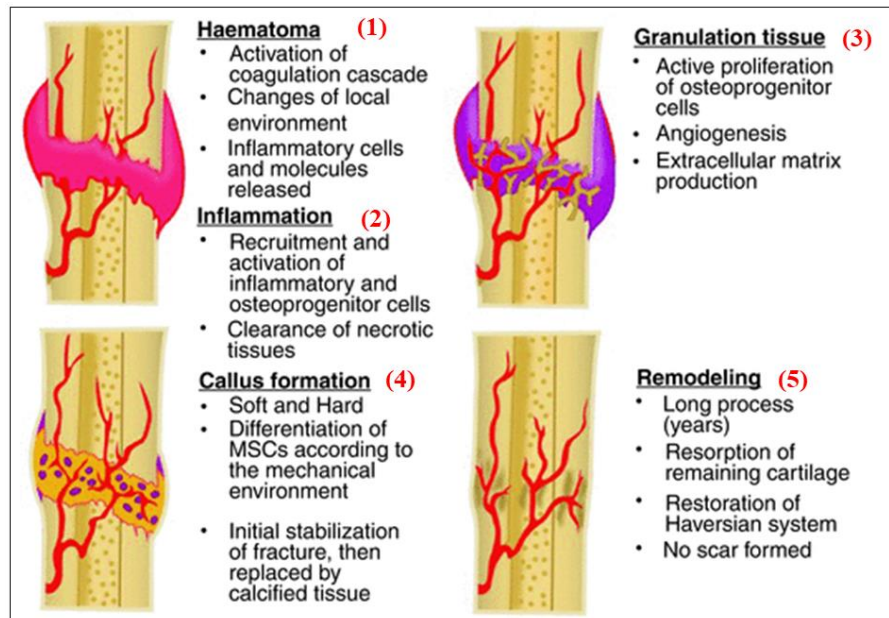 Haematoma (1)
• Activation of
coagulation cascade
• Changes of local
environment
• Inflammatory cells
and molecules
released
Inflammation (2)
• Recruitment and
activation of
inflammatory and
osteoprogenitor cells
• Clearance of necrotic
tissues
Granulation tissue (3)
• Active proliferation
of osteoprogenitor
cells
• Angiogenesis
• Extracellular matrix
production
Callus formation (4)
• Soft and Hard
• Differentiation of
MSCs according to
the mechanical
environment
• Initial stabilization
of fracture, then
replaced by
calcified tissue
Remodeling (5)
• Long process
(years)
• Resorption of
remaining cartilage
• Restoration of
Haversian system
• No scar formed